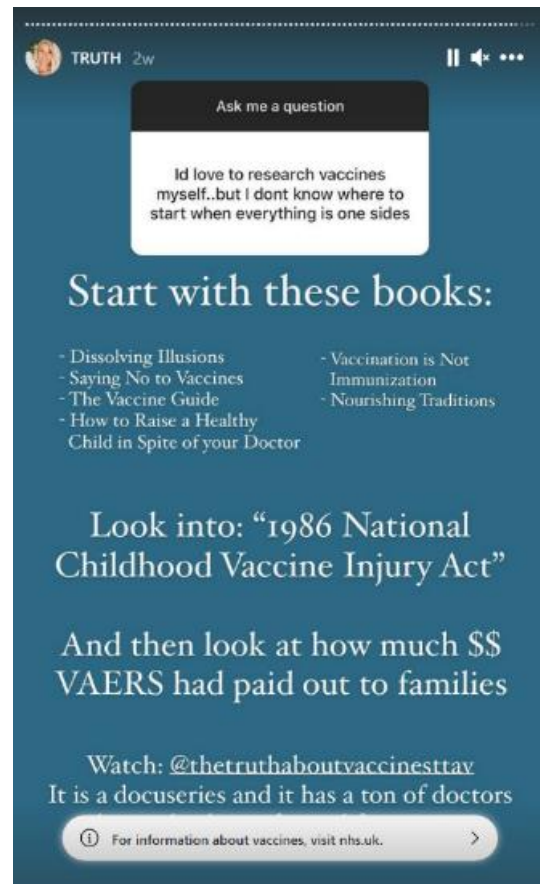 TRUTH 2w
Ask me a question
Id love to research vaccines
myself..but I dont know where to
start when everything is one sides
Start with these books:
- Dissolving Illusions
- Saying No to Vaccines
- The Vaccine Guide
- How to Raise a Healthy
Child in Spite of your Doctor
- Vaccination is Not
Immunization
- Nourishing Traditions
Look into: “1986 National
Childhood Vaccine Injury Act”
And then look at how much $$
VAERS had paid out to families
Watch: @thetruthaboutvaccinesttav
It is a docuseries and it has a ton of doctors
For information about vaccines, visit nhs.uk.